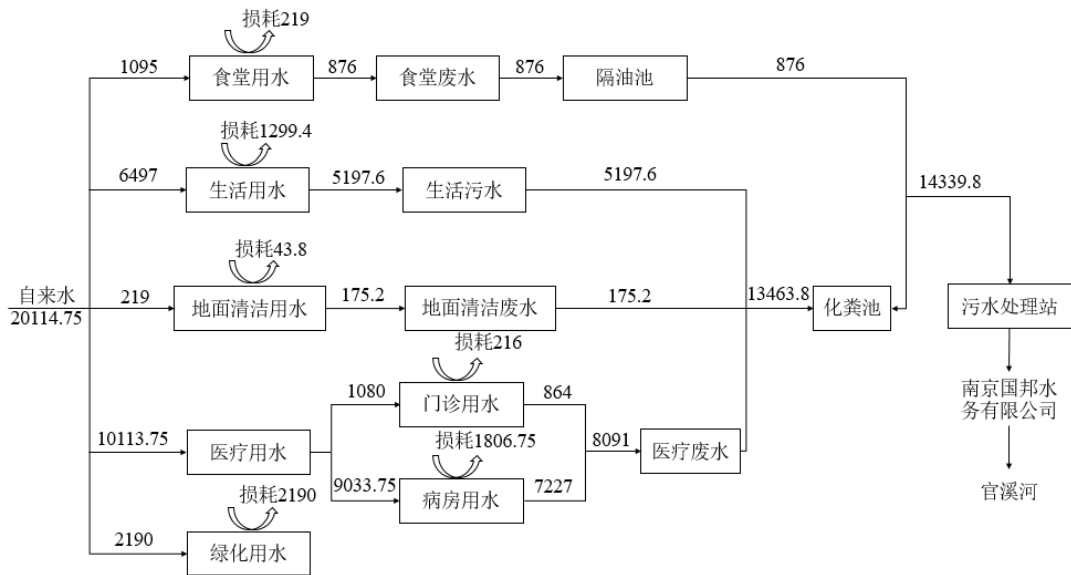 损耗219
1095
食堂用水
876
食堂废水
876
隔油池
876
损耗1299.4
6497
生活用水
5197.6
生活污水
5197.6
14339.8
损耗43.8
自来水
20114.75
219
地面清洁用水
175.2
地面清洁废水
175.2
13463.8
化粪池
污水处理站
损耗216
1080
门诊用水
864
南京国邦水
务有限公司
10113.75
医疗用水
损耗1806.75
8091
医疗废水
9033.75
病房用水
7227
官溪河
损耗2190
2190
绿化用水